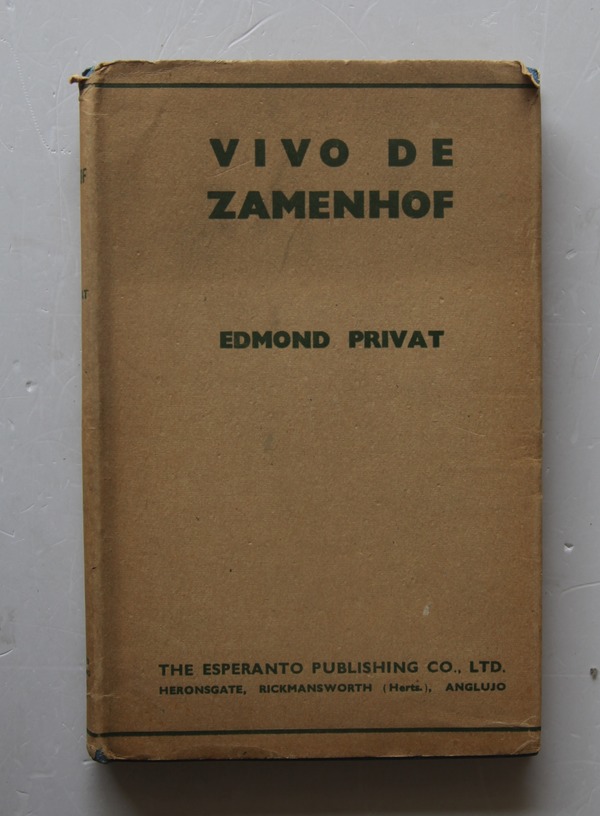 VIVO DE
ZAMENHOF
EDMOND PRIVAT
THE ESPERANTO PUBLISHING CO., LTD.
HERONSGATE, RICKMANSWORTH (Herts.), ANGLUJO